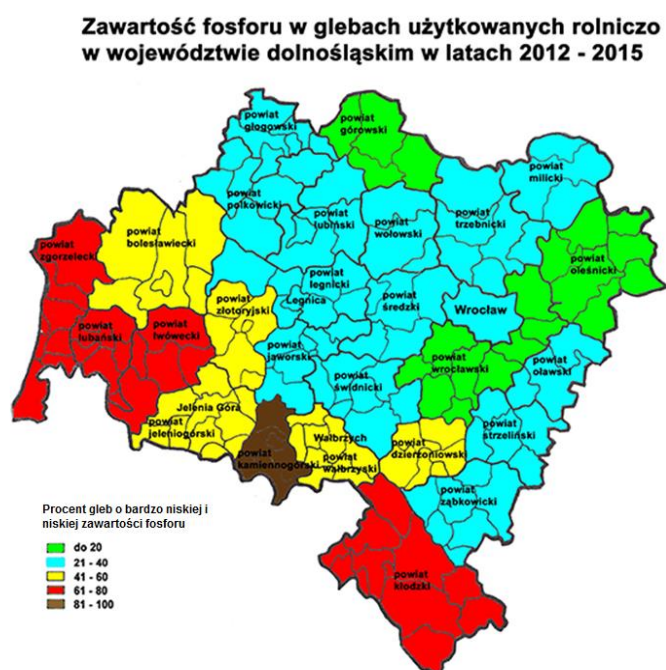 Zawartość fosforu w glebach użytkowanych rolniczo
w województwie dolnośląskim w latach 2012 - 2015
powiat
głogowski
powiat
górowski
powiat
milicki
powiat
polkowicki
powiat
lubiński
powiat
wołowski
powiat
trzebnicki
powiat
bolesławiecki
powiat
zgorzelecki
powiat
oleśnicki
powiat
legnicki
Legnica
powiat
złotoryjski
powiat
średzki
Wrocław
powiat
lubański
powiat
lwówecki
powiat
jaworski
powiat
wrocławski
powiat
oławski
powiat
świdnicki
Jelenia Góra
powiat
jeleniogórski
Wałbrzych
powiat
wałbrzyski
powiat
kamiennogórski
powiat
dzierżoniowski
powiat
strzeliński
powiat
ząbkowicki
powiat
kłodzki
Procent gleb o bardzo niskiej i
niskiej zawartości fosforu
do 20
21 - 40
41 - 60
61 - 80
81 - 100